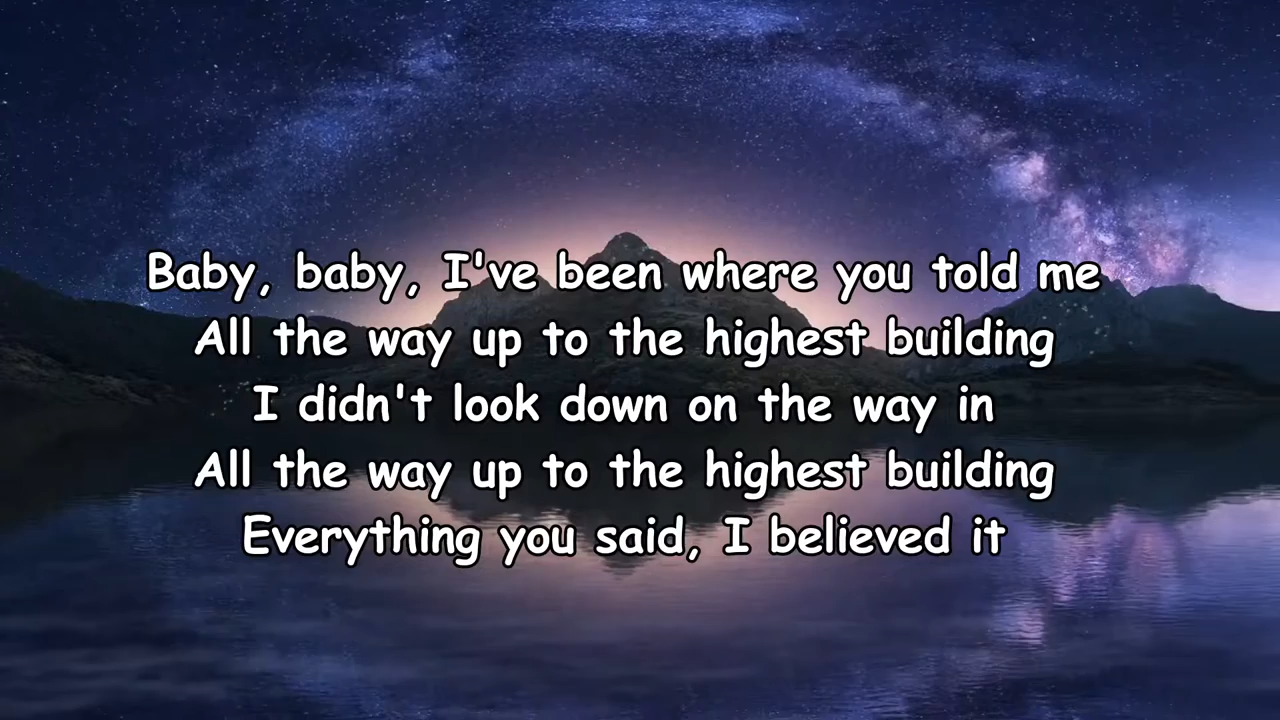 Baby, baby, I've been where you told me
All the way up to the highest building
I didn't look down on the way in
All the way up to the highest building
Everything you said, I believed it